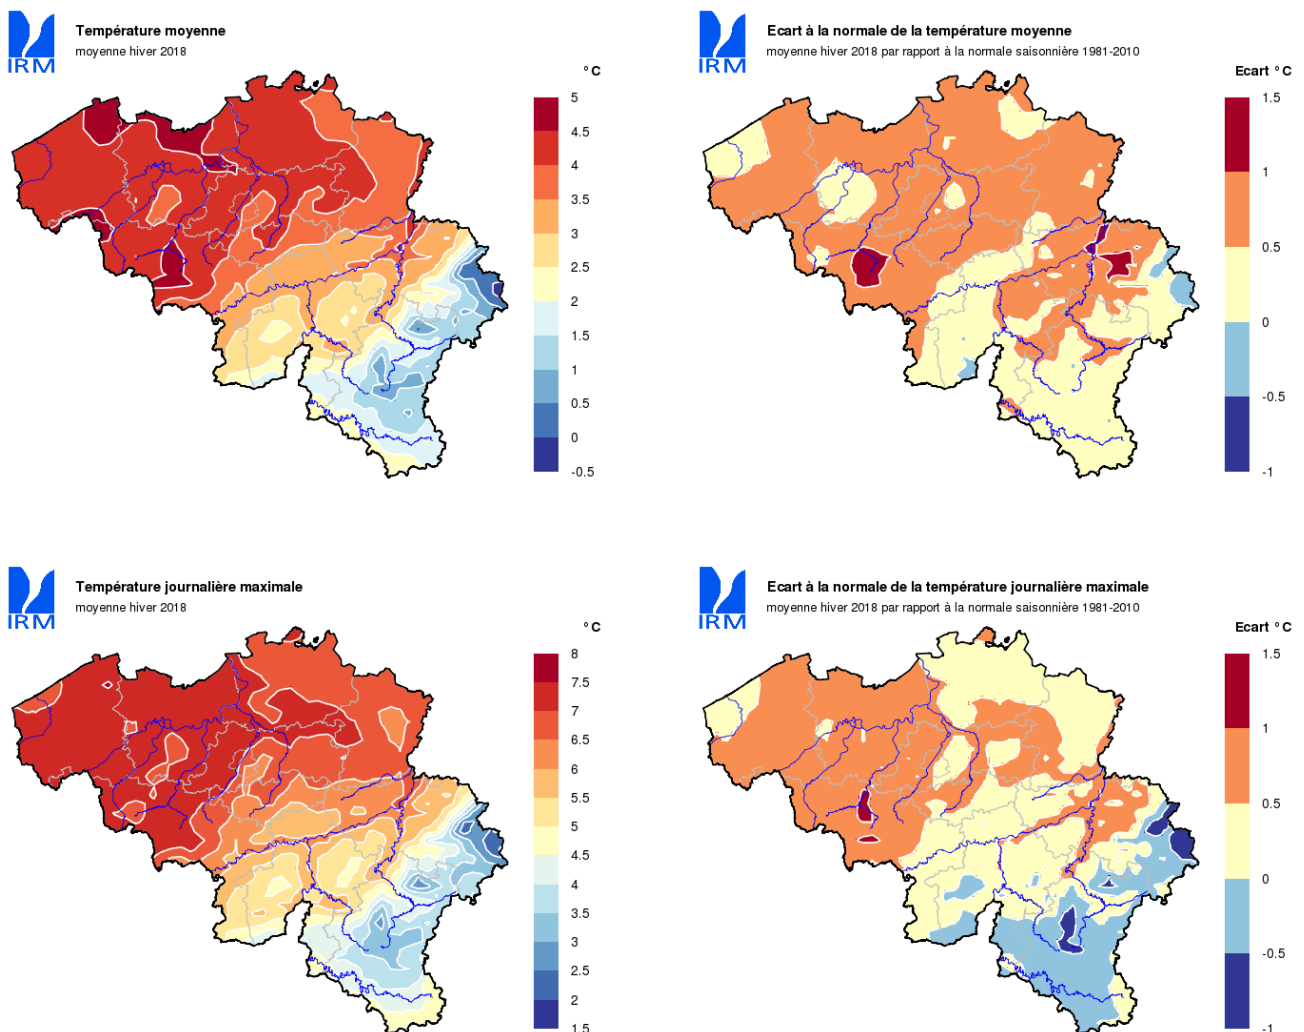 IRM
Température moyenne
moyenne hiver 2018
°C
5
4.5
4
3.5
3
2.5
2
1.5
1
0.5
0
-0.5
IRM
Ecart à la normale de la température moyenne
moyenne hiver 2018 par rapport à la normale saisonnière 1981-2010
Ecart °C
1.5
1
0.5
0
-0.5
-1
IRM
Température journalière maximale
moyenne hiver 2018
°C
8
7.5
7
6.5
6
5.5
5
4.5
4
3.5
3
2.5
2
1.5
IRM
Ecart à la normale de la température journalière maximale
moyenne hiver 2018 par rapport à la normale saisonnière 1981-2010
Ecart °C
1.5
1
0.5
0
-0.5
-1